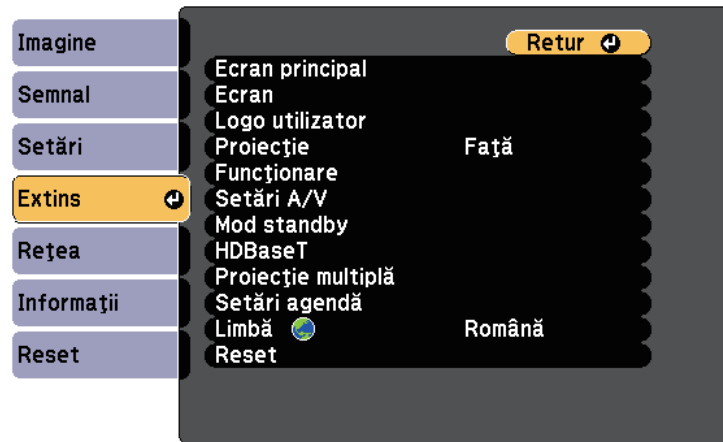 Imagine
Semnal
Setări
Extins
Reţea
Informaţii
Reset
Retur
Ecran principal
Ecran
Logo utilizator
Proiecţie Faţă
Funcţionare
Setări A/V
Mod standby
HDBaseT
Proiecţie multiplă
Setări agendă
Limbă Română
Reset